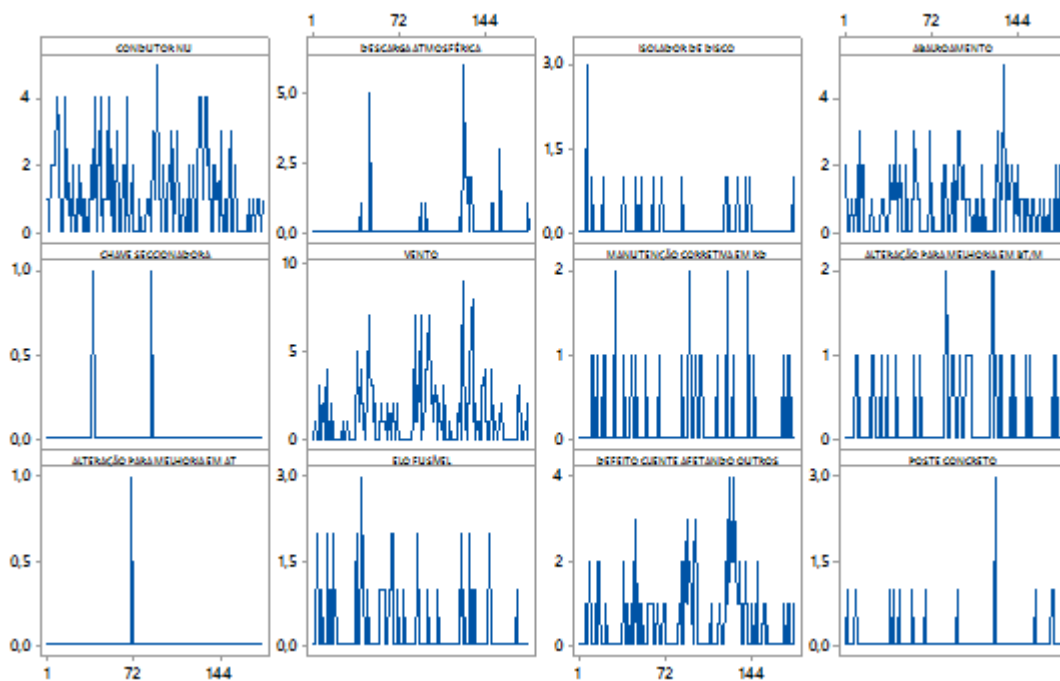 1 72 144 1 72 144
CONDUTOR NU DESCARGA ATMOSFÉRICA ISOLADOR DE DISCO ABALROAMENTO
4 5,0 3,0 4
2 2,5 1,5 2
0 0,0 0,0 0
CHAVE SECCIONADORA VENTO MANUTENÇÃO CORRETIVA EM RD ALTERAÇÃO PARA MELHORIA EM BT/M
1,0 10 2 2
0,5 5 1 1
0,0 0 0 0
ALTERAÇÃO PARA MELHORIA EM AT ELO FUSÍVEL DEFEITO CLIENTE AFETANDO OUTROS POSTE CONCRETO
1,0 3,0 4 3,0
0,5 1,5 2 1,5
0,0 0,0 0 0,0
1 72 144 1 72 144